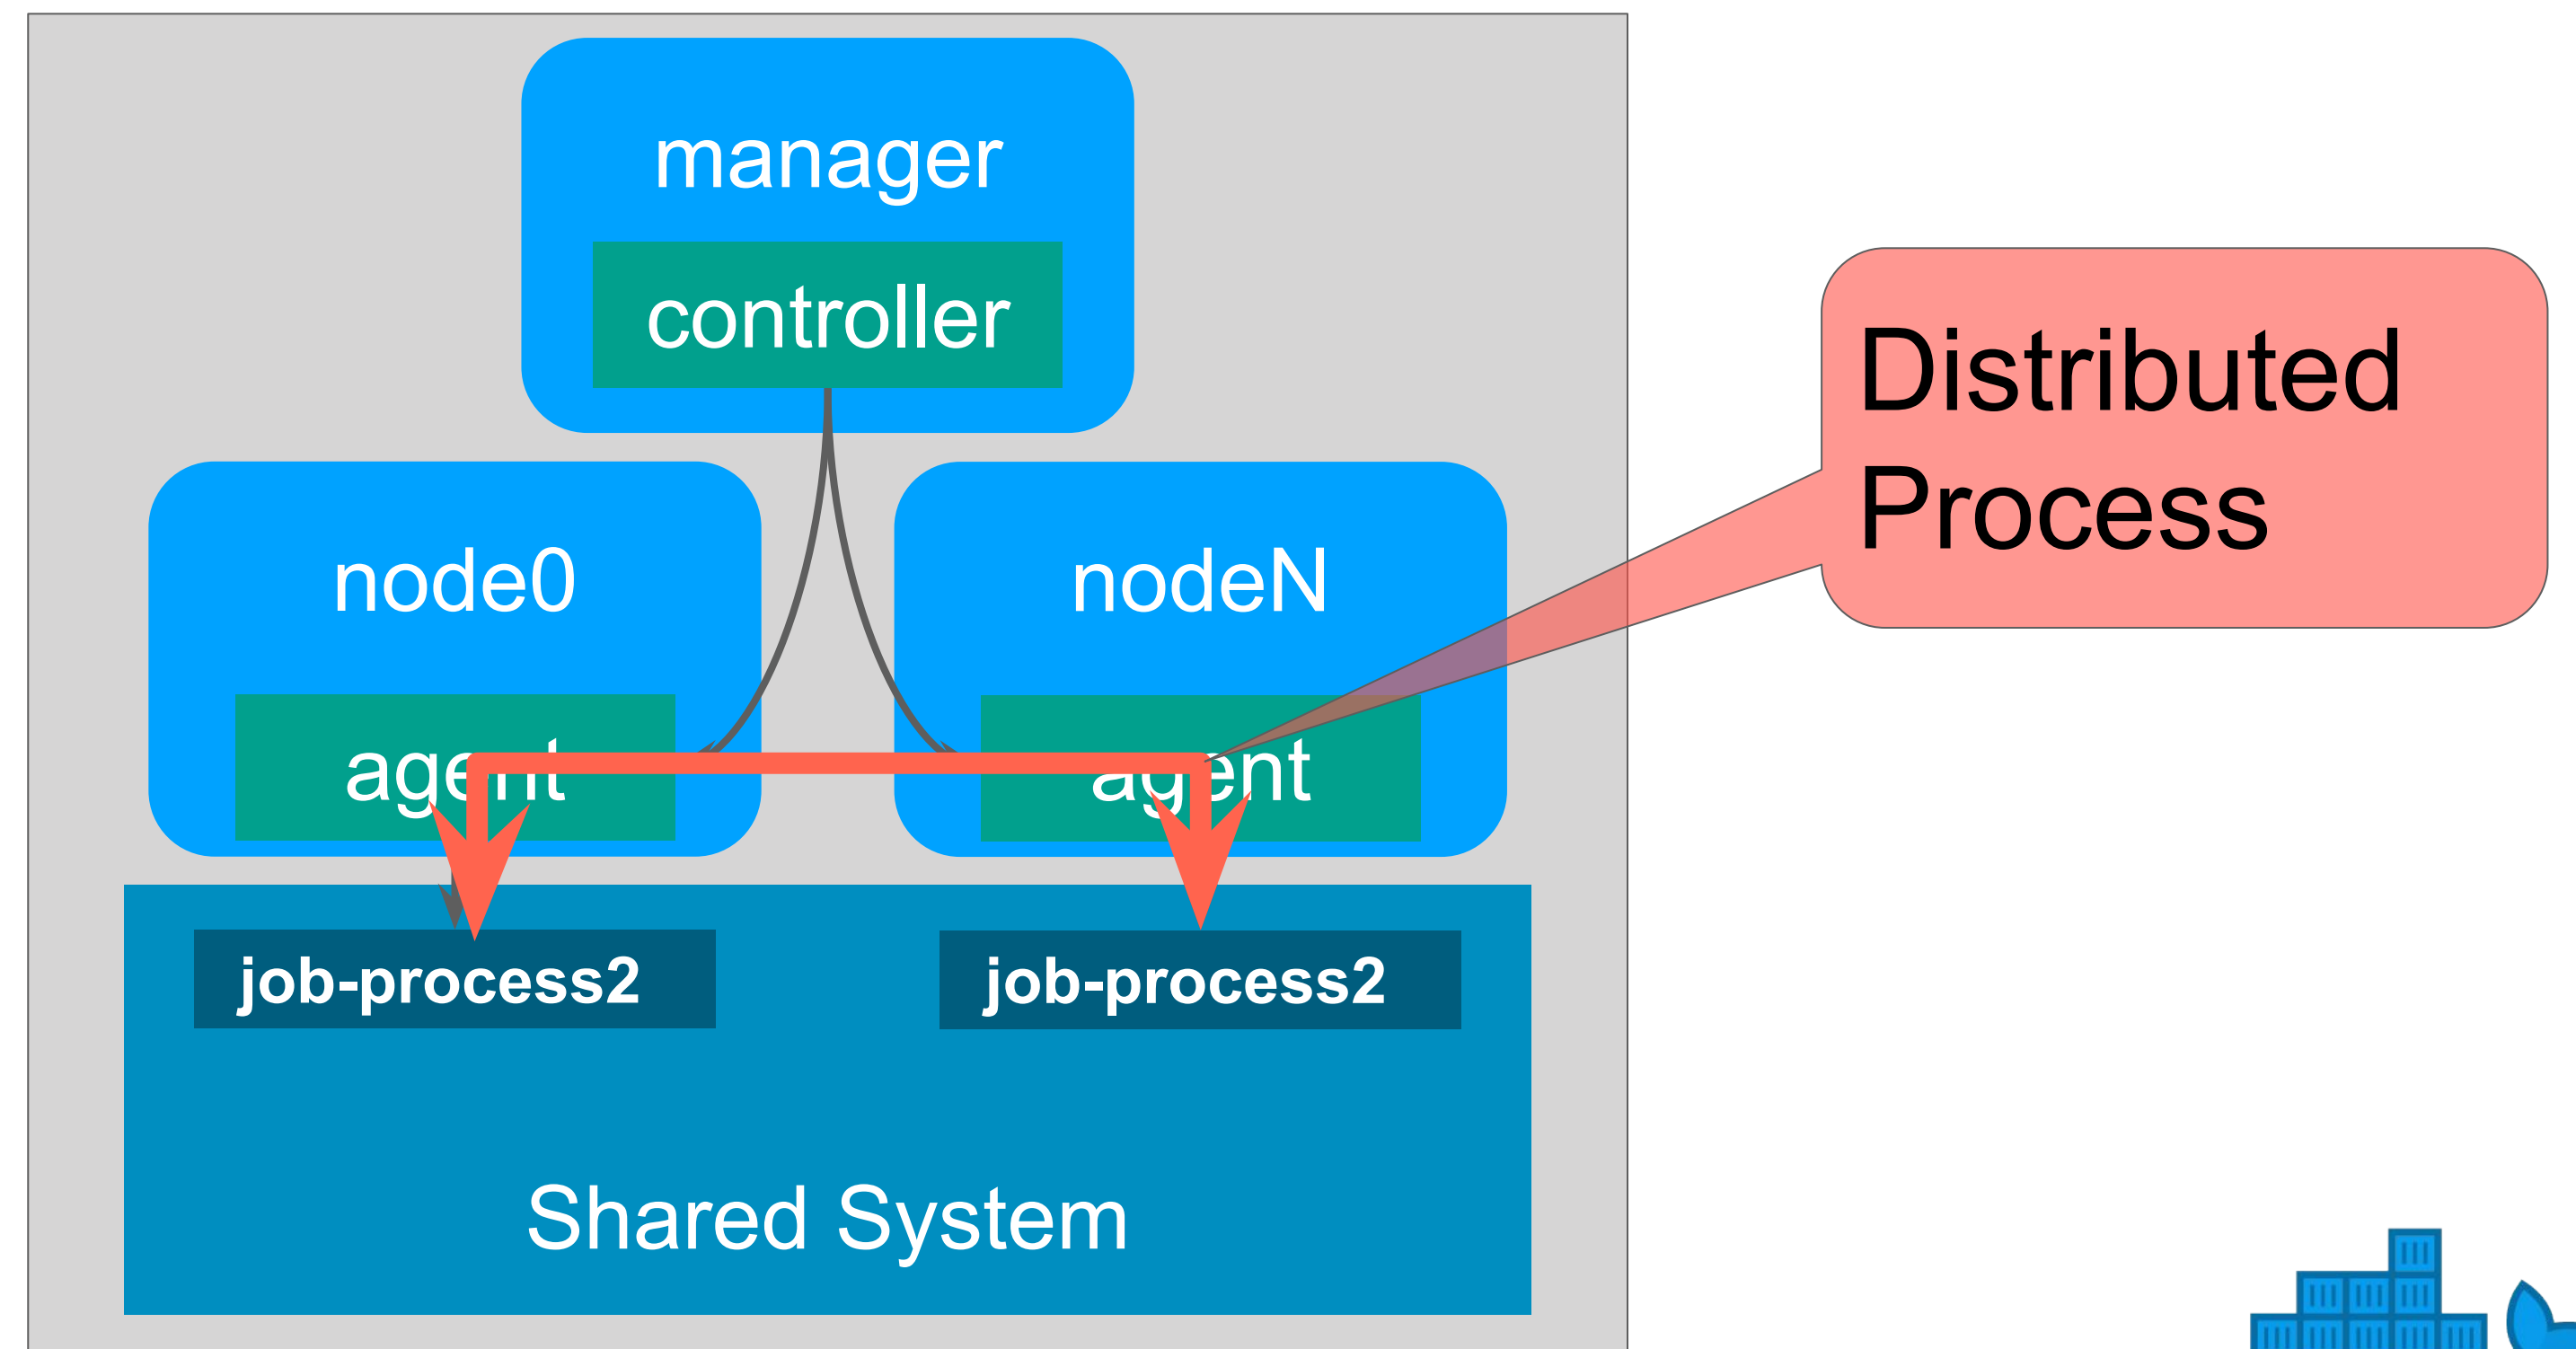 manager
controller
Distributed
Process
node0
nodeN
agent
agent
job-process2
job-process2
Shared System